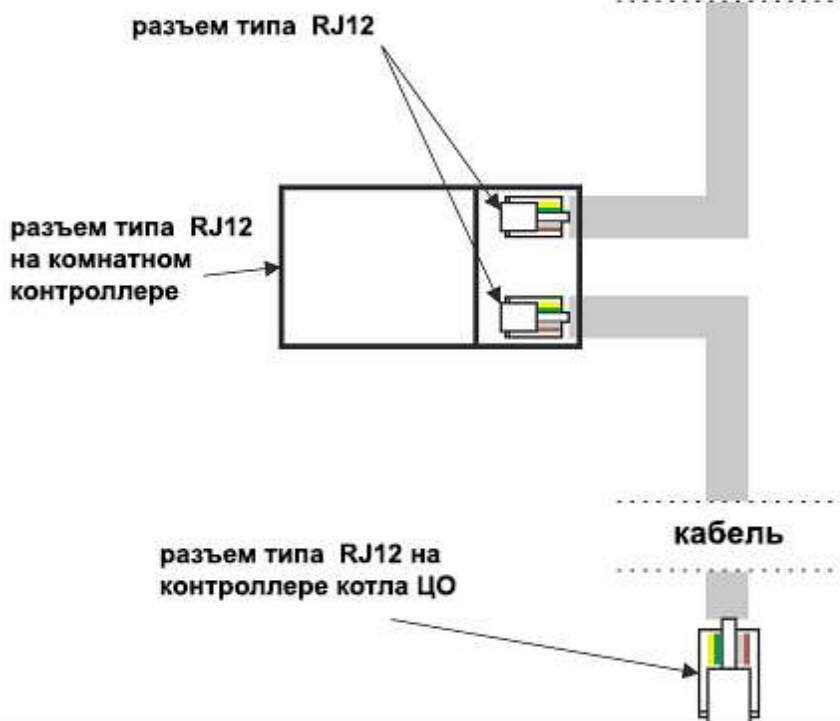 разъем типа RJ12
разъем типа RJ12
на комнатном
контроллере
кабель
разъем типа RJ12 на
контроллере котла ЦО